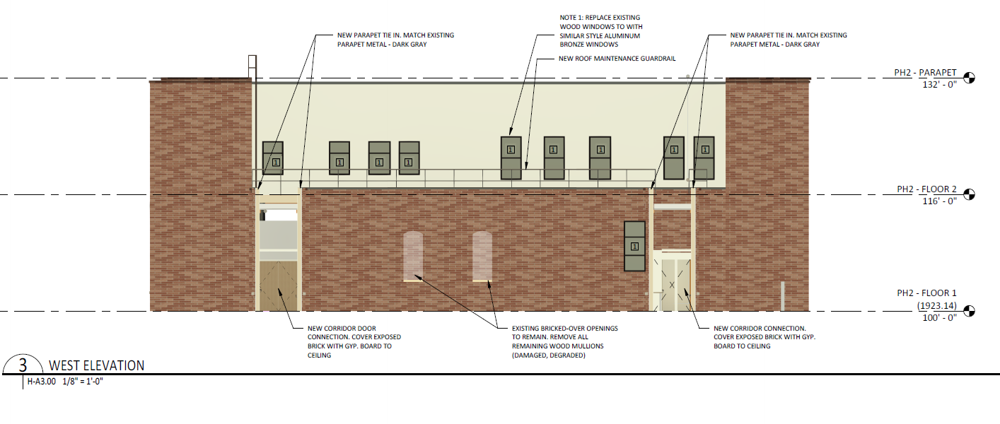 NOTE 1: REPLACE EXISTING
WOOD WINDOWS TO WITH
SIMILAR STYLE ALUMINUM
BRONZE WINDOWS
NEW PARAPET TIE IN. MATCH EXISTING
PARAPET METAL - DARK GRAY
NEW PARAPET TIE IN. MATCH EXISTING
PARAPET METAL - DARK GRAY
NEW ROOF MAINTENANCE GUARDRAIL
PH2 - PARAPET
132' - 0"
1
1
1
1
1
1
1
1
1
PH2 - FLOOR 2
116' - 0"
1
PH2 - FLOOR 1
(1923.14)
100' - 0"
NEW CORRIDOR DOOR
CONNECTION. COVER EXPOSED
BRICK WITH GYP. BOARD TO
CEILING
EXISTING BRICKED-OVER OPENINGS
TO REMAIN. REMOVE ALL
REMAINING WOOD MULLIONS
(DAMAGED, DEGRADED)
NEW CORRIDOR CONNECTION.
COVER EXPOSED BRICK WITH GYP.
BOARD TO CEILING
3 WEST ELEVATION
H-A3.00 1/8" = 1'-0"